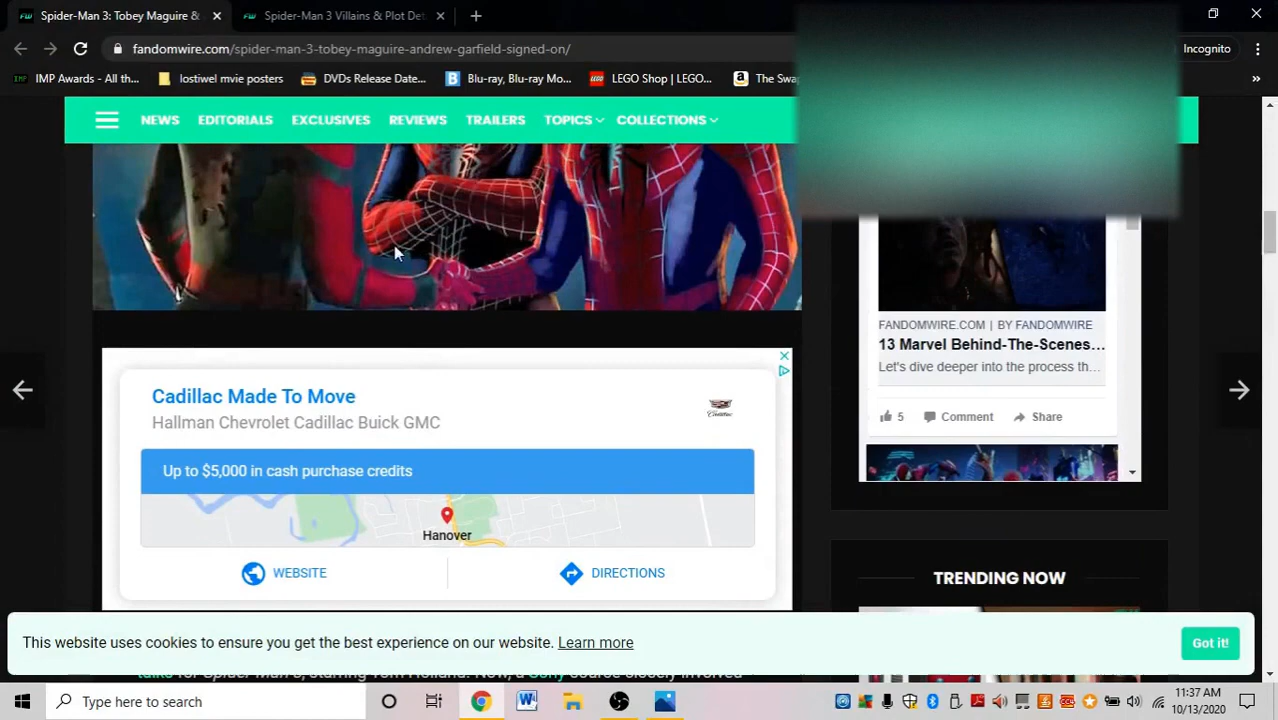 Spider-Man 3: Tobey Maguire &
Spider-Man 3 Villains & Plot Det
fandomwire.com/spider-man-3-tobey-maguire-andrew-garfield-signed-on/
Incognito
IMP Awards - All th...
lostiwel mvie posters
DVDs Release Date...
Blu-ray, Blu-ray Mo...
LEGO Shop | LEGO...
The Swap
NEWS EDITORIALS EXCLUSIVES REVIEWS TRAILERS TOPICS COLLECTIONS
FANDOMWIRE.COM | BY FANDOMWIRE
13 Marvel Behind-The-Scenes...
Let's dive deeper into the process th...
5 Comment Share
Cadillac Made To Move
Hallman Chevrolet Cadillac Buick GMC
Cadillac
Up to $5,000 in cash purchase credits
Hanover
WEBSITE
DIRECTIONS
TRENDING NOW
This website uses cookies to ensure you get the best experience on our website. Learn more
Got it!
talks for Spider-Man 3, starring Tom Holland. Now, a Sony source closely involved
Type here to search
11:37 AM
10/13/2020